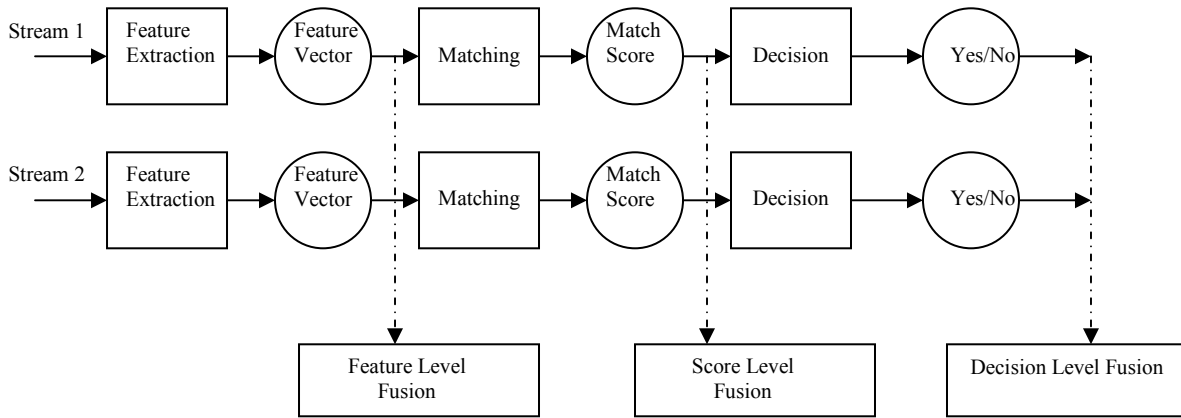 Stream 1
Feature
Extraction
Feature
Vector
Matching
Match
Score
Decision
Yes/No
Stream 2
Feature
Extraction
Feature
Vector
Matching
Match
Score
Decision
Yes/No
Feature Level
Fusion
Score Level
Fusion
Decision Level Fusion